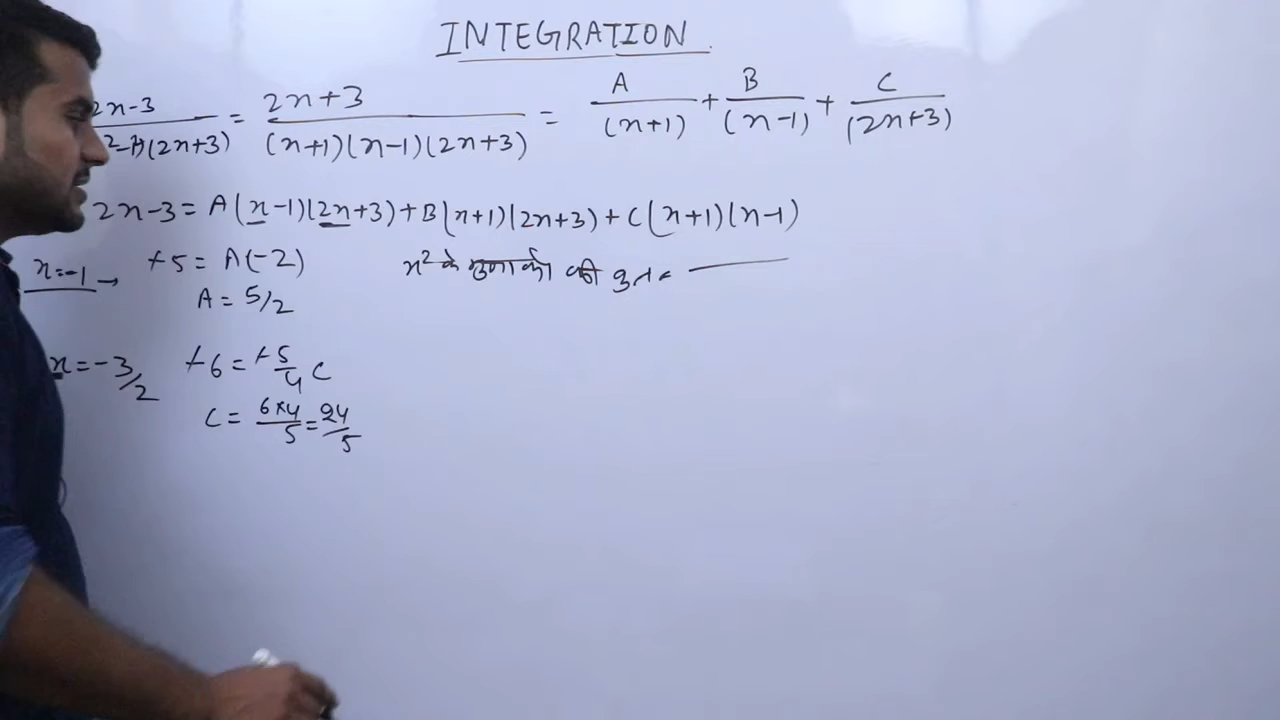 INTEGRATION
2x-3/(²-1)(2x+3) = 2x+3/(x+1)(x-1)(2x+3) = A/(x+1) + B/(x-1) + C/(2x+3)
2x-3 = A(x-1)(2x+3) + B(x+1)(2x+3) + C(x+1)(x-1)
x=-1 → +5 = A(-2) x² के गुणांको की
A = 5/2
x = -3/2 +6 = +5/4 C
C = 6×4/5 = 24/5